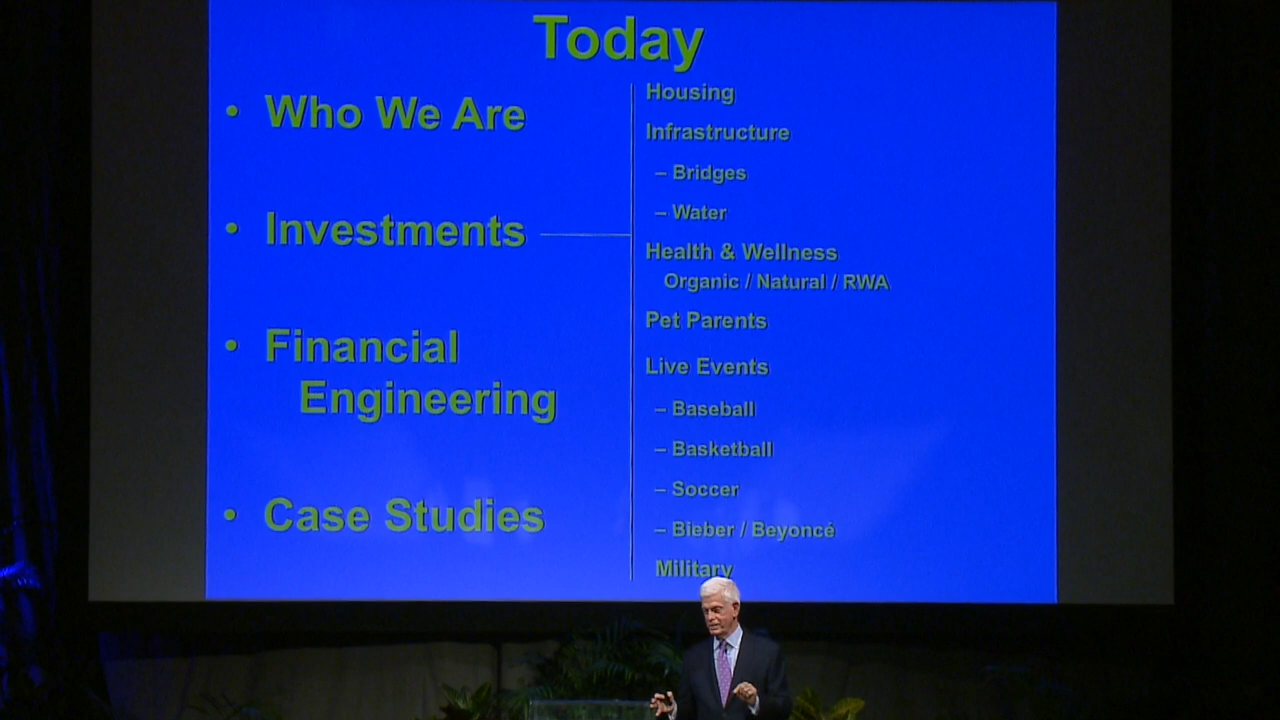 Today
• Who We Are
• Investments
• Financial
Engineering
• Case Studies
Housing
Infrastructure
– Bridges
– Water
Health & Wellness
Organic / Natural / RWA
Pet Parents
Live Events
– Baseball
– Basketball
– Soccer
– Bieber / Beyoncé
Military